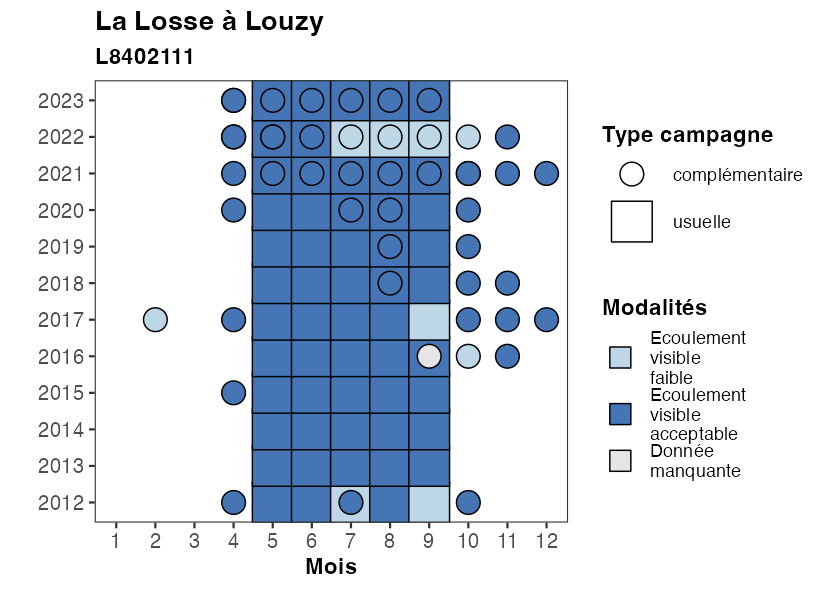 La Losse à Louzy
L8402111
2023
2022
2021
2020
2019
2018
2017
2016
2015
2014
2013
2012
1 2 3 4 5 6 7 8 9 10 11 12
Mois
Type campagne
complémentaire
usuelle
Modalités
Ecoulement
visible
faible
Ecoulement
visible
acceptable
Donnée
manquante